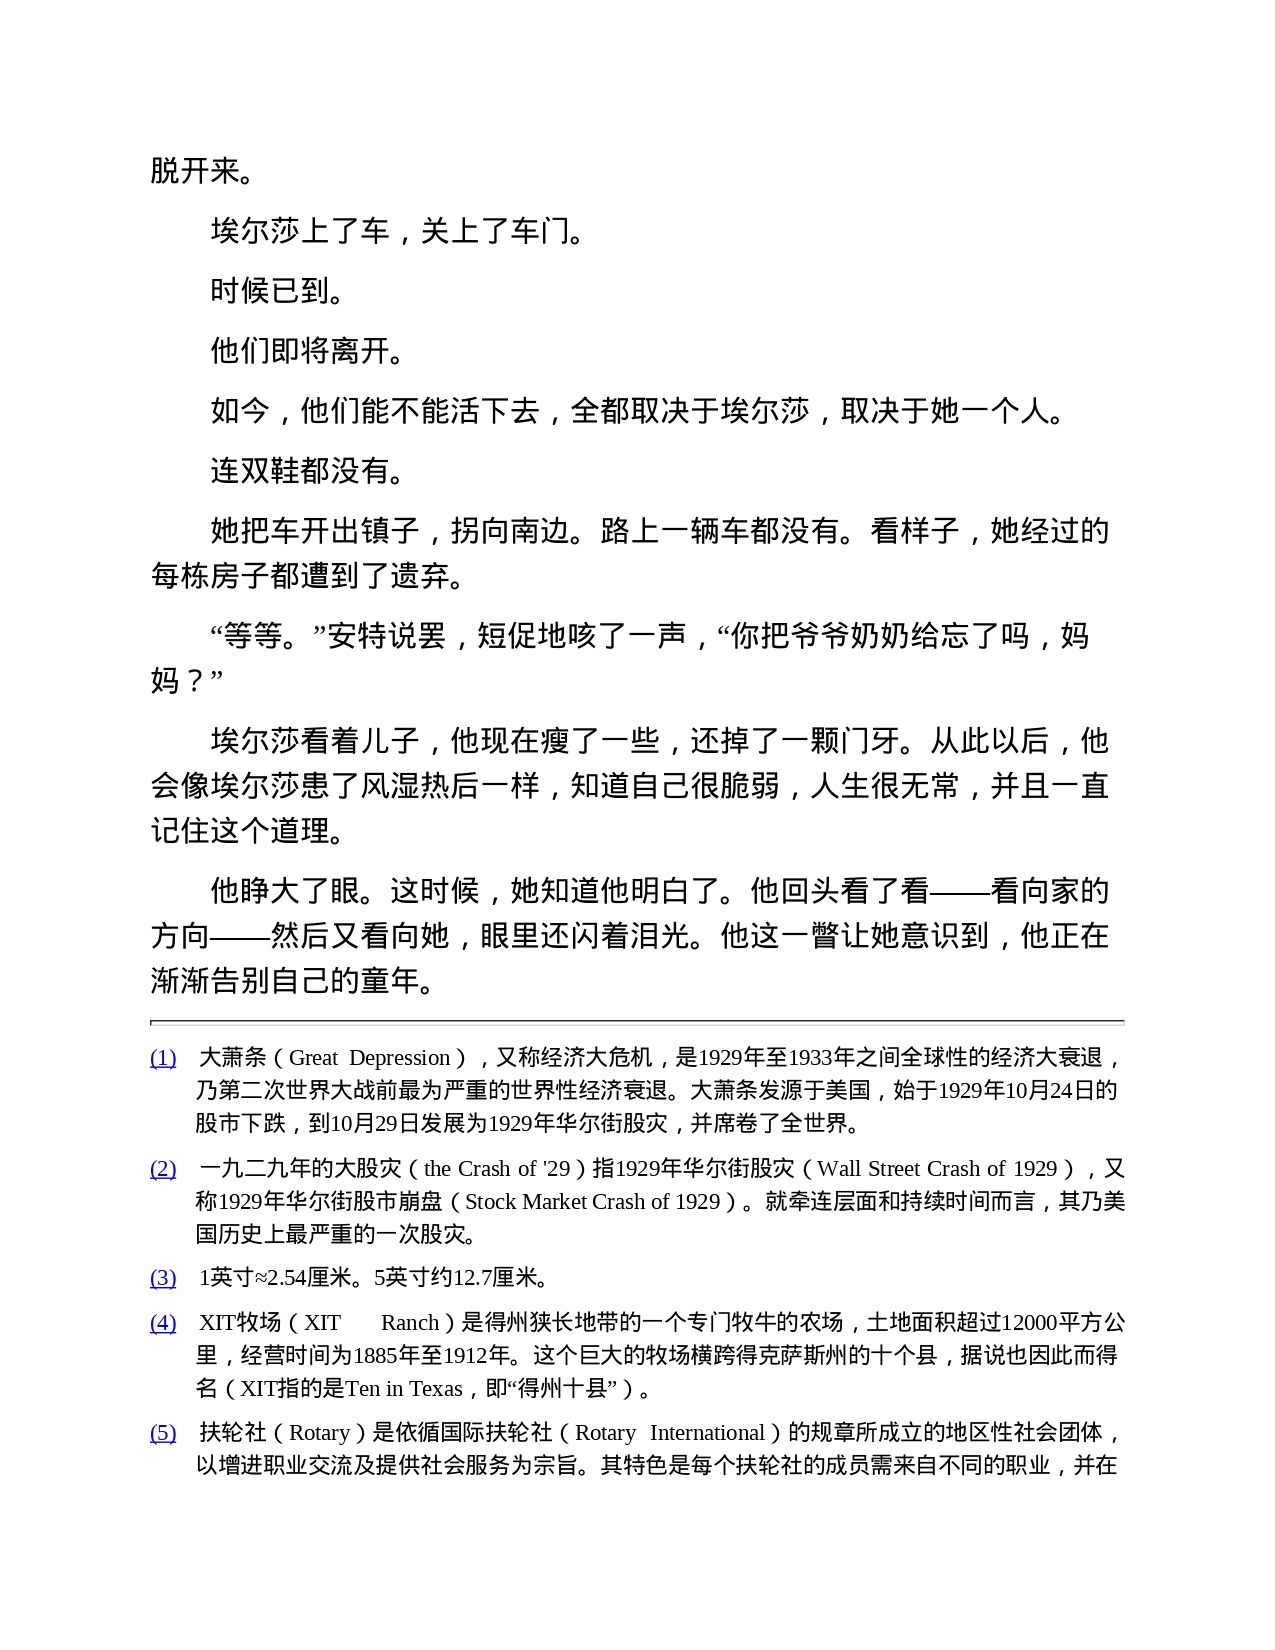 脱开来。
埃尔莎上了车，关上了车门。
时候已到。
他们即将离开。
如今，他们能不能活下去，全都取决于埃尔莎，取决于她一个人。
连双鞋都没有。
她把车开出镇子，拐向南边。路上一辆车都没有。看样子，她经过的
每栋房子都遭到了遗弃。
“等等。”安特说罢，短促地咳了一声，“你把爷爷奶奶给忘了吗，妈
妈？”
埃尔莎看着儿子，他现在瘦了一些，还掉了一颗门牙。从此以后，他
会像埃尔莎患了风湿热后一样，知道自己很脆弱，人生很无常，并且一直
记住这个道理。
他睁大了眼。这时候，她知道他明白了。他回头看了看——看向家的
方向——然后又看向她，眼里还闪着泪光。他这一瞥让她意识到，他正在
渐渐告别自己的童年。
(1) 大萧条（Great Depression），又称经济大危机，是1929年至1933年之间全球性的经济大衰退，
乃第二次世界大战前最为严重的世界性经济衰退。大萧条发源于美国，始于1929年10月24日的
股市下跌，到10月29日发展为1929年华尔街股灾，并席卷了全世界。
(2) 一九二九年的大股灾（the Crash of '29）指1929年华尔街股灾（Wall Street Crash of 1929），又
称1929年华尔街股市崩盘（Stock Market Crash of 1929）。就牵连层面和持续时间而言，其乃美
国历史上最严重的一次股灾。
(3) 1英寸≈2.54厘米。5英寸约12.7厘米。
(4) XIT牧场（XIT Ranch）是得州狭长地带的一个专门牧牛的农场，土地面积超过12000平方公
里，经营时间为1885年至1912年。这个巨大的牧场横跨得克萨斯州的十个县，据说也因此而得
名（XIT指的是Ten in Texas，即“得州十县”）。
(5) 扶轮社（Rotary）是依循国际扶轮社（Rotary International）的规章所成立的地区性社会团体，
以增进职业交流及提供社会服务为宗旨。其特色是每个扶轮社的成员需来自不同的职业，并在